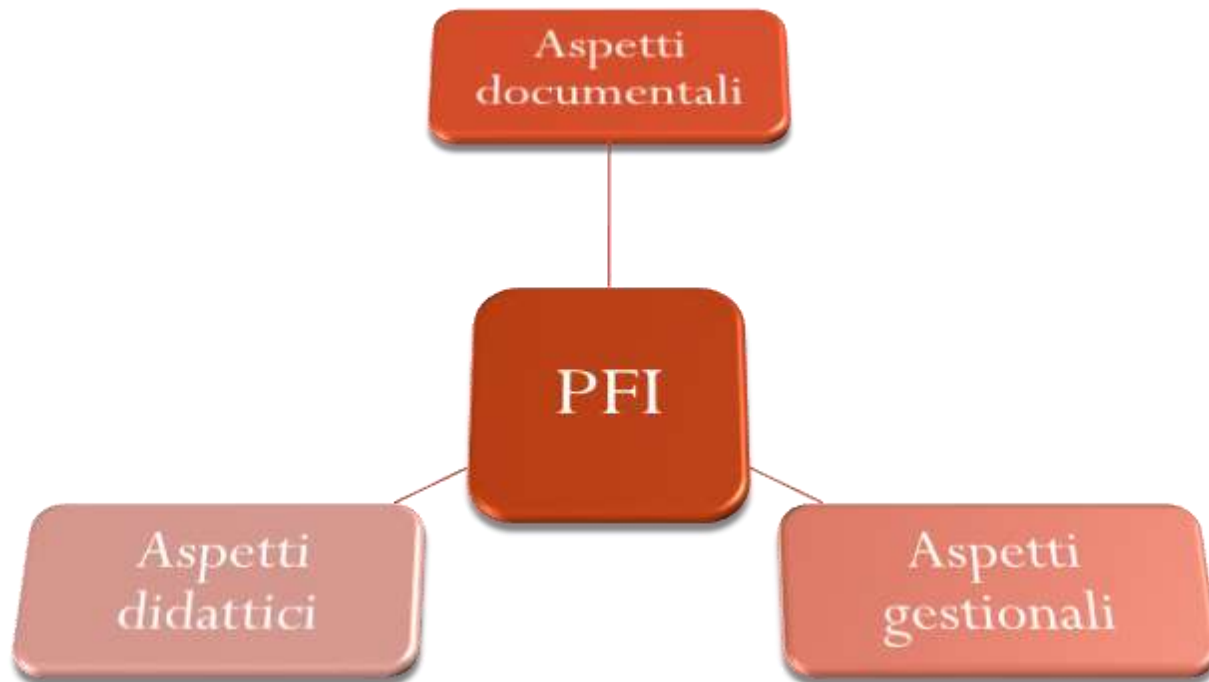 Aspetti
documentali
PFI
Aspetti
didattici
Aspetti
gestionali